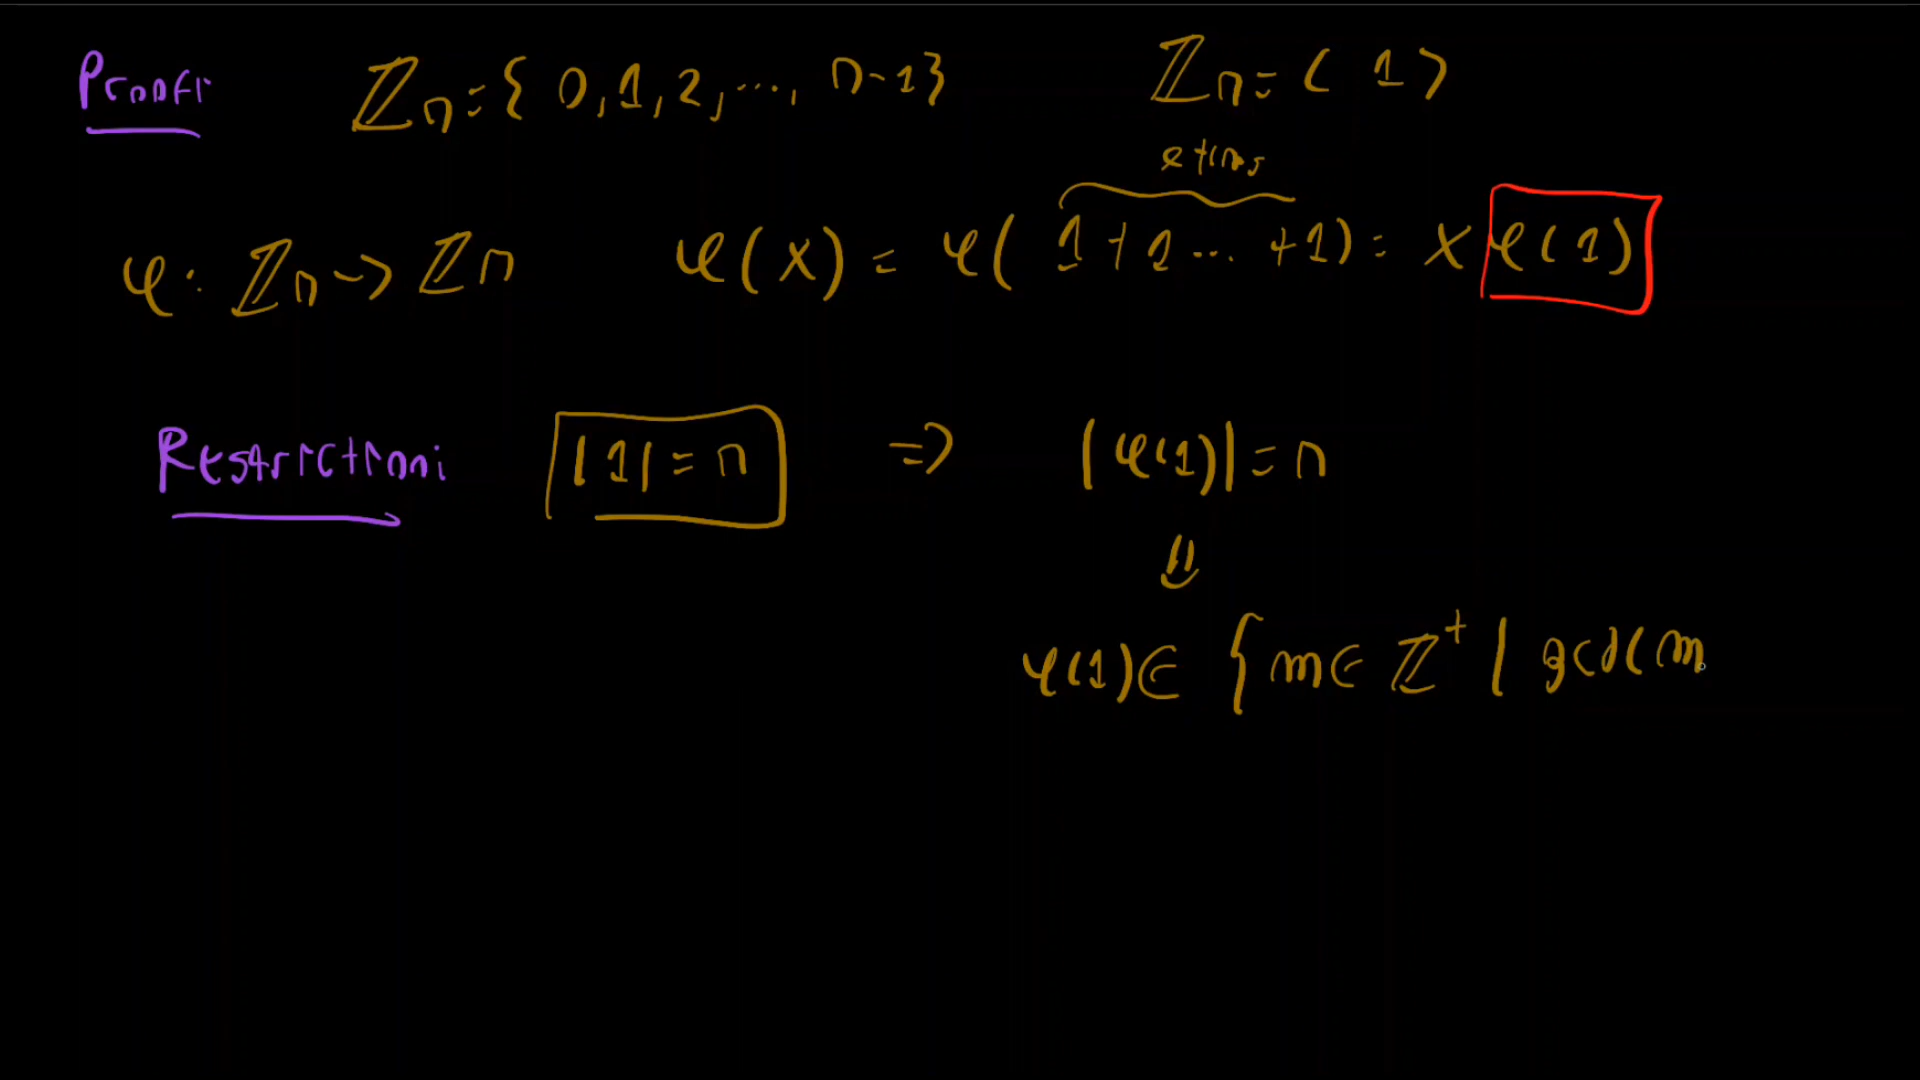 Proof: ℤn = { 0, 1, 2, ..., n-1 } ℤn = ⟨ 1 ⟩
x times
φ: ℤn -> ℤn φ(x) = φ( 1 + 1 ... + 1) = x φ(1)
Restriction: |1| = n => |φ(1)| = n
⇓
φ(1) ∈ { m ∈ ℤ⁺ | gcd( m